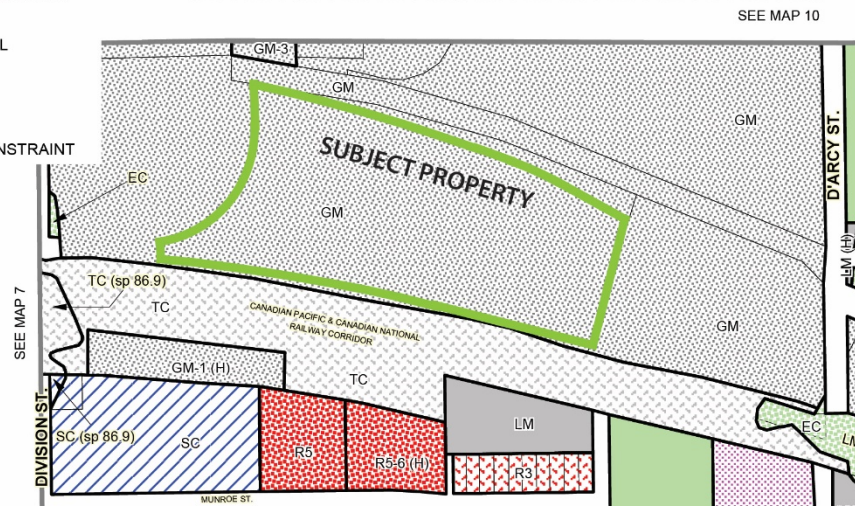 SEE MAP 10
GM-3
GM
GM
D'ARCY ST.
NSTRAINT
SUBJECT PROPERTY
EC
GM
LM (H)
TC (sp 86.9)
TC
CANADIAN PACIFIC & CANADIAN NATIONAL
RAILWAY CORRIDOR
GM
SEE MAP 7
GM-1 (H)
TC
DIVISION ST.
SC (sp 86.9)
SC
R5
R5-6 (H)
LM
R3
EC
LM
MUNROE ST.